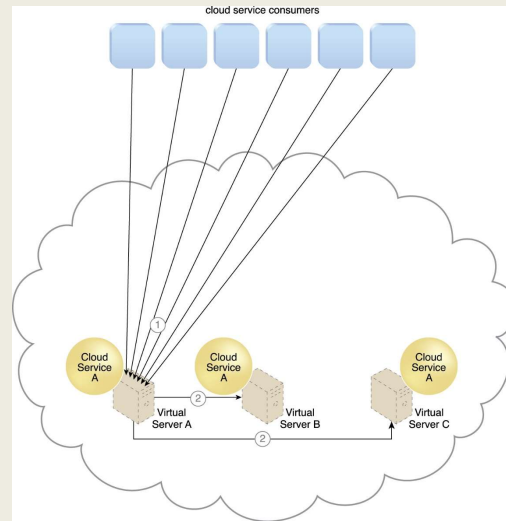 cloud service consumers
1
Cloud
Service
A
Cloud
Service
A
Cloud
Service
A
2
Virtual
Server A
Virtual
Server B
Virtual
Server C
2